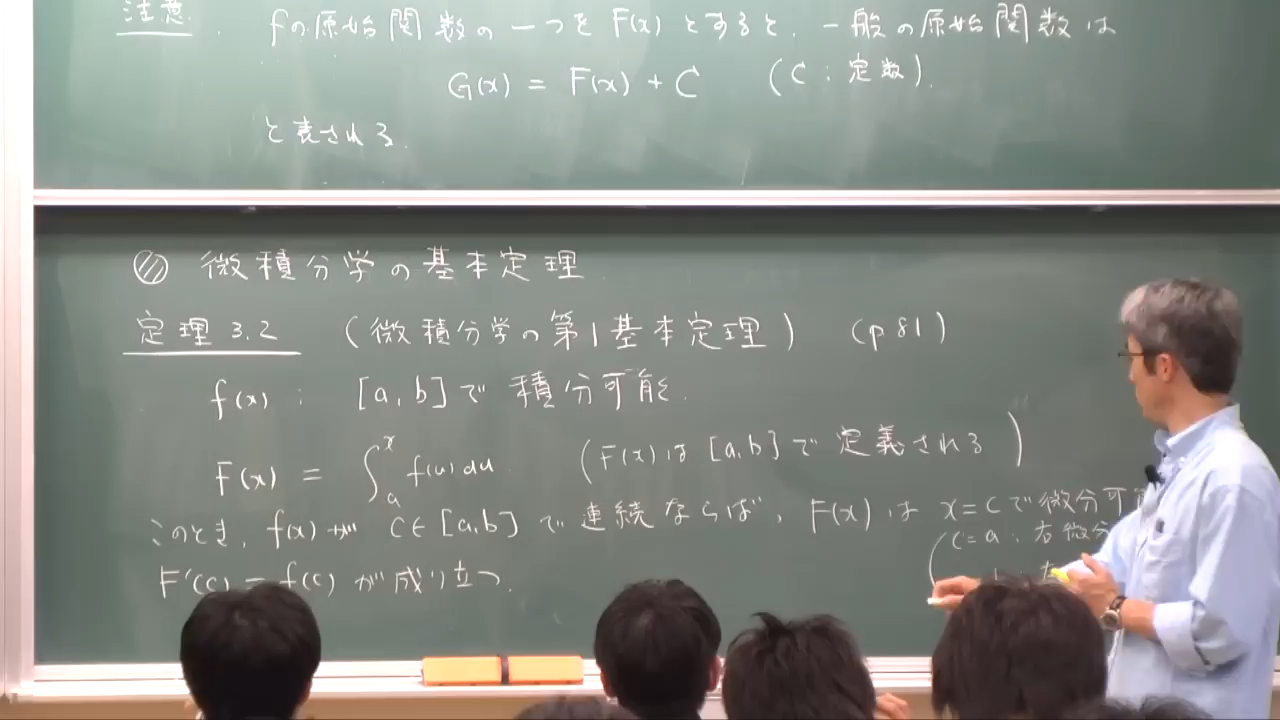 注意. fの原始関数の一つを F(x) とすると、一般の原始関数は
G(x) = F(x) + C (C : 定数).
と表される.
微積分学の基本定理.
定理 3.2 (微積分学の第1基本定理) (p81)
f(x) : [a, b] で 積分可能.
F(x) = ∫_a^x f(u) du. (F(x) は [a, b] で 定義される)
このとき, f(x) が c ∈ [a, b] で 連続ならば, F(x) は x = c で微分可
(c = a : 右微分
F'(c) = f(c) が成り立つ.